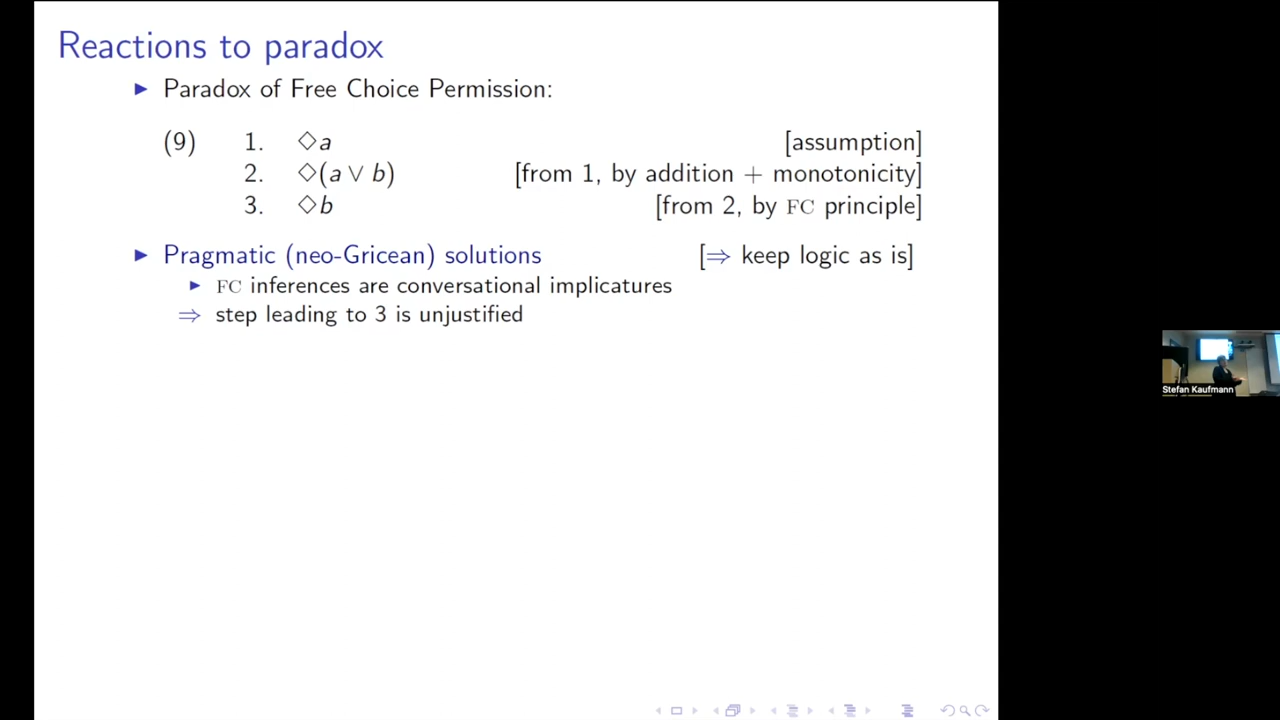 Reactions to paradox
▶ Paradox of Free Choice Permission:
(9) 1. ◇a [assumption]
2. ◇(a ∨ b) [from 1, by addition + monotonicity]
3. ◇b [from 2, by FC principle]
▶ Pragmatic (neo-Gricean) solutions [⇒ keep logic as is]
▶ FC inferences are conversational implicatures
⇒ step leading to 3 is unjustified
Stefan Kaufmann